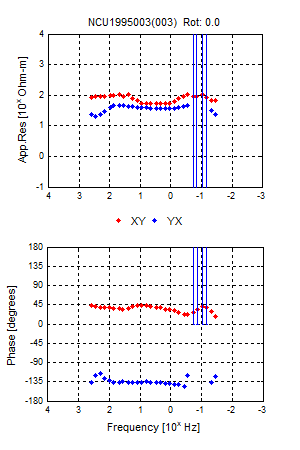 NCU1995003(003) Rot: 0.0
App.Res [10ˣ Ohm-m]
4
3
2
1
0
-1
4 3 2 1 0 -1 -2 -3
XY YX
Phase [degrees]
180
135
90
45
0
-45
-90
-135
-180
4 3 2 1 0 -1 -2 -3
Frequency [10ˣ Hz]